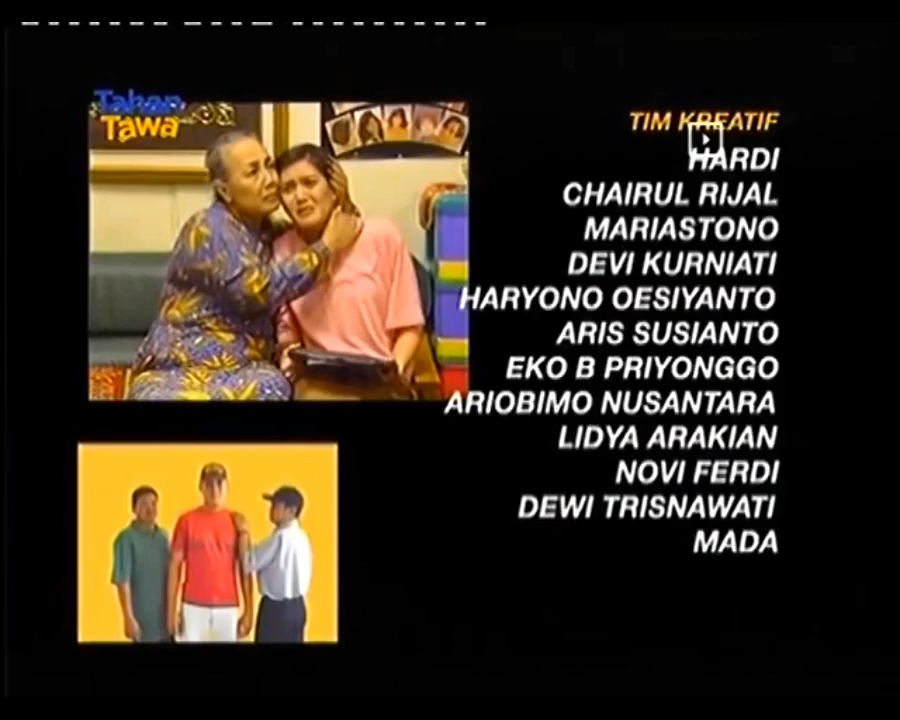 Tahan
Tawa
TIM KREATIF
HARDI
CHAIRUL RIJAL
MARIASTONO
DEVI KURNIATI
HARYONO OESIYANTO
ARIS SUSIANTO
EKO B PRIYONGGO
ARIOBIMO NUSANTARA
LIDYA ARAKIAN
NOVI FERDI
DEWI TRISNAWATI
MADA